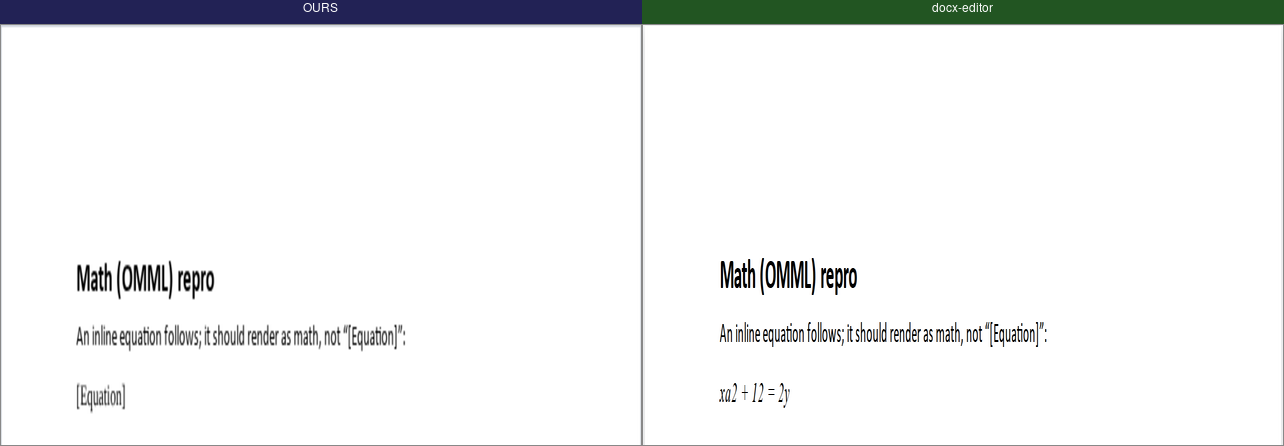 OURS
docx-editor
Math (OMML) repro
An inline equation follows; it should render as math, not “[Equation]”:
[Equation]
Math (OMML) repro
An inline equation follows; it should render as math, not “[Equation]”:
xa2 + 12 = 2y